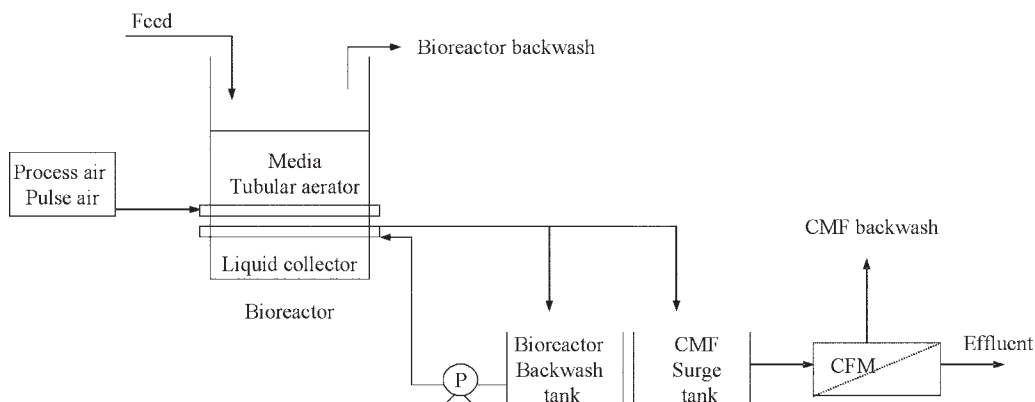 Feed
Bioreactor backwash
Media
Tubular aerator
Process air
Pulse air
Liquid collector
Bioreactor
CMF backwash
Bioreactor
Backwash
tank
CMF
Surge
tank
P
CFM
Effluent